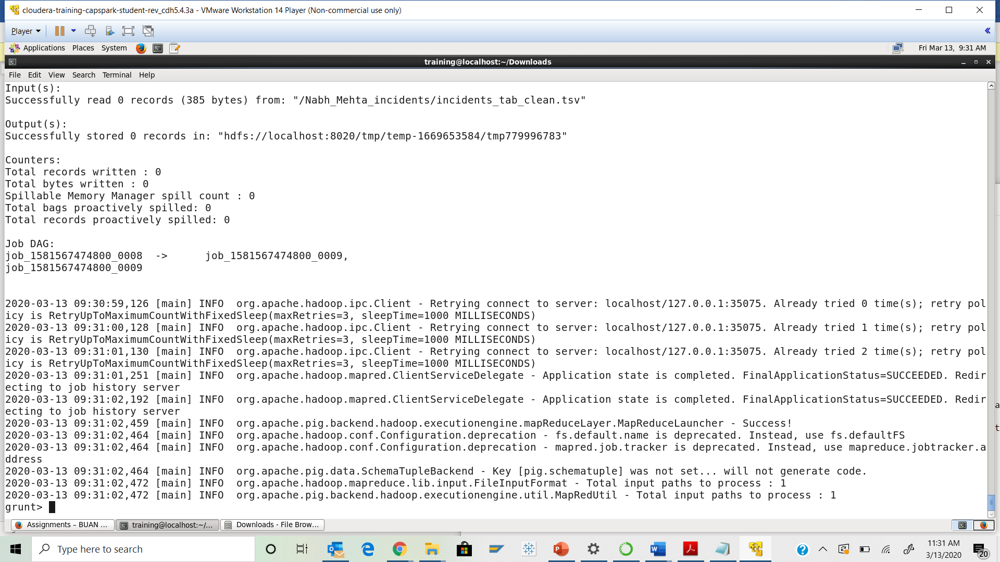 cloudera-training-capspark-student-rev_cdh5.4.3a - VMware Workstation 14 Player (Non-commercial use only)
Player
Applications Places System Fri Mar 13, 9:31 AM
training@localhost:~/Downloads
File Edit View Search Terminal Help
Input(s):
Successfully read 0 records (385 bytes) from: "/Nabh_Mehta_incidents/incidents_tab_clean.tsv"
Output(s):
Successfully stored 0 records in: "hdfs://localhost:8020/tmp/temp-1669653584/tmp779996783"
Counters:
Total records written : 0
Total bytes written : 0
Spillable Memory Manager spill count : 0
Total bags proactively spilled: 0
Total records proactively spilled: 0
Job DAG:
job_1581567474800_0008 -> job_1581567474800_0009,
job_1581567474800_0009
2020-03-13 09:30:59,126 [main] INFO org.apache.hadoop.ipc.Client - Retrying connect to server: localhost/127.0.0.1:35075. Already tried 0 time(s); retry pol
icy is RetryUpToMaximumCountWithFixedSleep(maxRetries=3, sleepTime=1000 MILLISECONDS)
2020-03-13 09:31:00,128 [main] INFO org.apache.hadoop.ipc.Client - Retrying connect to server: localhost/127.0.0.1:35075. Already tried 1 time(s); retry pol
icy is RetryUpToMaximumCountWithFixedSleep(maxRetries=3, sleepTime=1000 MILLISECONDS)
2020-03-13 09:31:01,130 [main] INFO org.apache.hadoop.ipc.Client - Retrying connect to server: localhost/127.0.0.1:35075. Already tried 2 time(s); retry pol
icy is RetryUpToMaximumCountWithFixedSleep(maxRetries=3, sleepTime=1000 MILLISECONDS)
2020-03-13 09:31:01,251 [main] INFO org.apache.hadoop.mapred.ClientServiceDelegate - Application state is completed. FinalApplicationStatus=SUCCEEDED. Redir
ecting to job history server
2020-03-13 09:31:02,192 [main] INFO org.apache.hadoop.mapred.ClientServiceDelegate - Application state is completed. FinalApplicationStatus=SUCCEEDED. Redir
ecting to job history server
2020-03-13 09:31:02,459 [main] INFO org.apache.pig.backend.hadoop.executionengine.mapReduceLayer.MapReduceLauncher - Success!
2020-03-13 09:31:02,464 [main] INFO org.apache.hadoop.conf.Configuration.deprecation - fs.default.name is deprecated. Instead, use fs.defaultFS
2020-03-13 09:31:02,464 [main] INFO org.apache.hadoop.conf.Configuration.deprecation - mapred.job.tracker is deprecated. Instead, use mapreduce.jobtracker.a
ddress
2020-03-13 09:31:02,464 [main] INFO org.apache.pig.data.SchemaTupleBackend - Key [pig.schematuple] was not set... will not generate code.
2020-03-13 09:31:02,472 [main] INFO org.apache.hadoop.mapreduce.lib.input.FileInputFormat - Total input paths to process : 1
2020-03-13 09:31:02,472 [main] INFO org.apache.pig.backend.hadoop.executionengine.util.MapRedUtil - Total input paths to process : 1
grunt>
Assignments – BUAN ... training@localhost:~/... Downloads - File Brow...
Type here to search
11:31 AM
3/13/2020
20